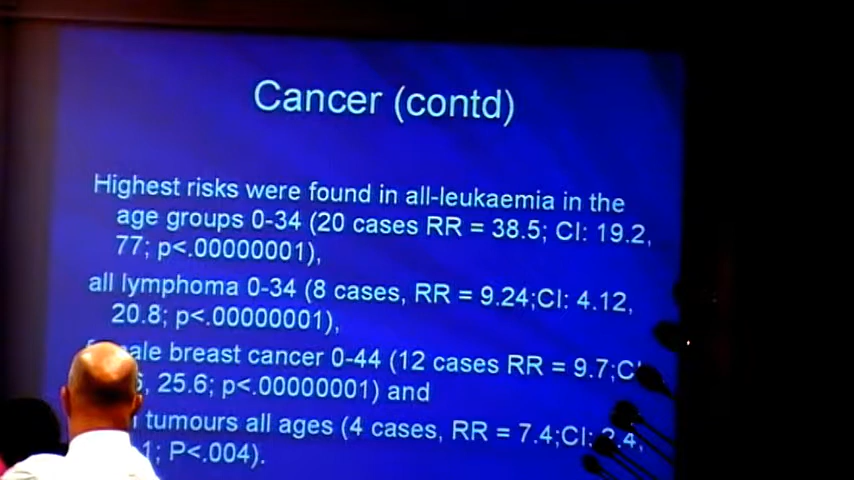 Cancer (contd)
Highest risks were found in all-leukaemia in the
age groups 0-34 (20 cases RR = 38.5; CI: 19.2,
77; p<.00000001),
all lymphoma 0-34 (8 cases, RR = 9.24;CI: 4.12,
20.8; p<.00000001),
breast cancer 0-44 (12 cases RR = 9.7;
25.6; p<.00000001) and
tumours all ages (4 cases, RR = 7.4;CI: 2.4,
P<.004).